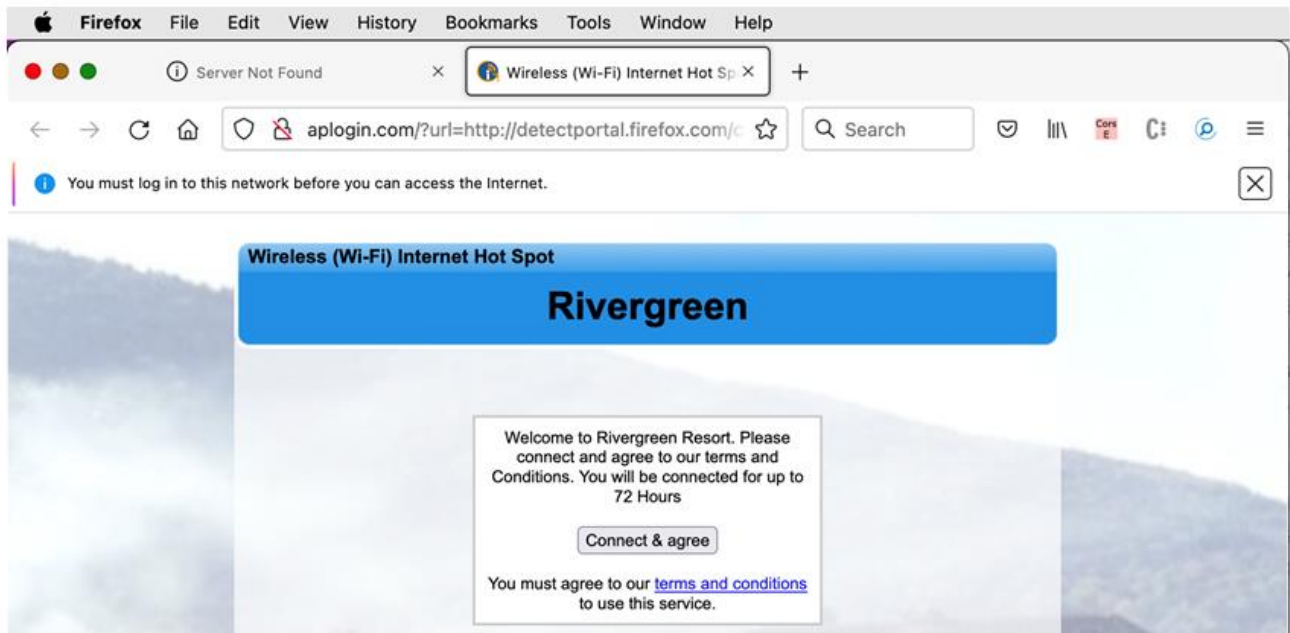 Firefox File Edit View History Bookmarks Tools Window Help
Server Not Found
Wireless (Wi-Fi) Internet Hot Sp
aplogin.com/?url=http://detectportal.firefox.com/c
Search
Cors
E
You must log in to this network before you can access the Internet.
Wireless (Wi-Fi) Internet Hot Spot
Rivergreen
Welcome to Rivergreen Resort. Please
connect and agree to our terms and
Conditions. You will be connected for up to
72 Hours
Connect & agree
You must agree to our terms and conditions
to use this service.